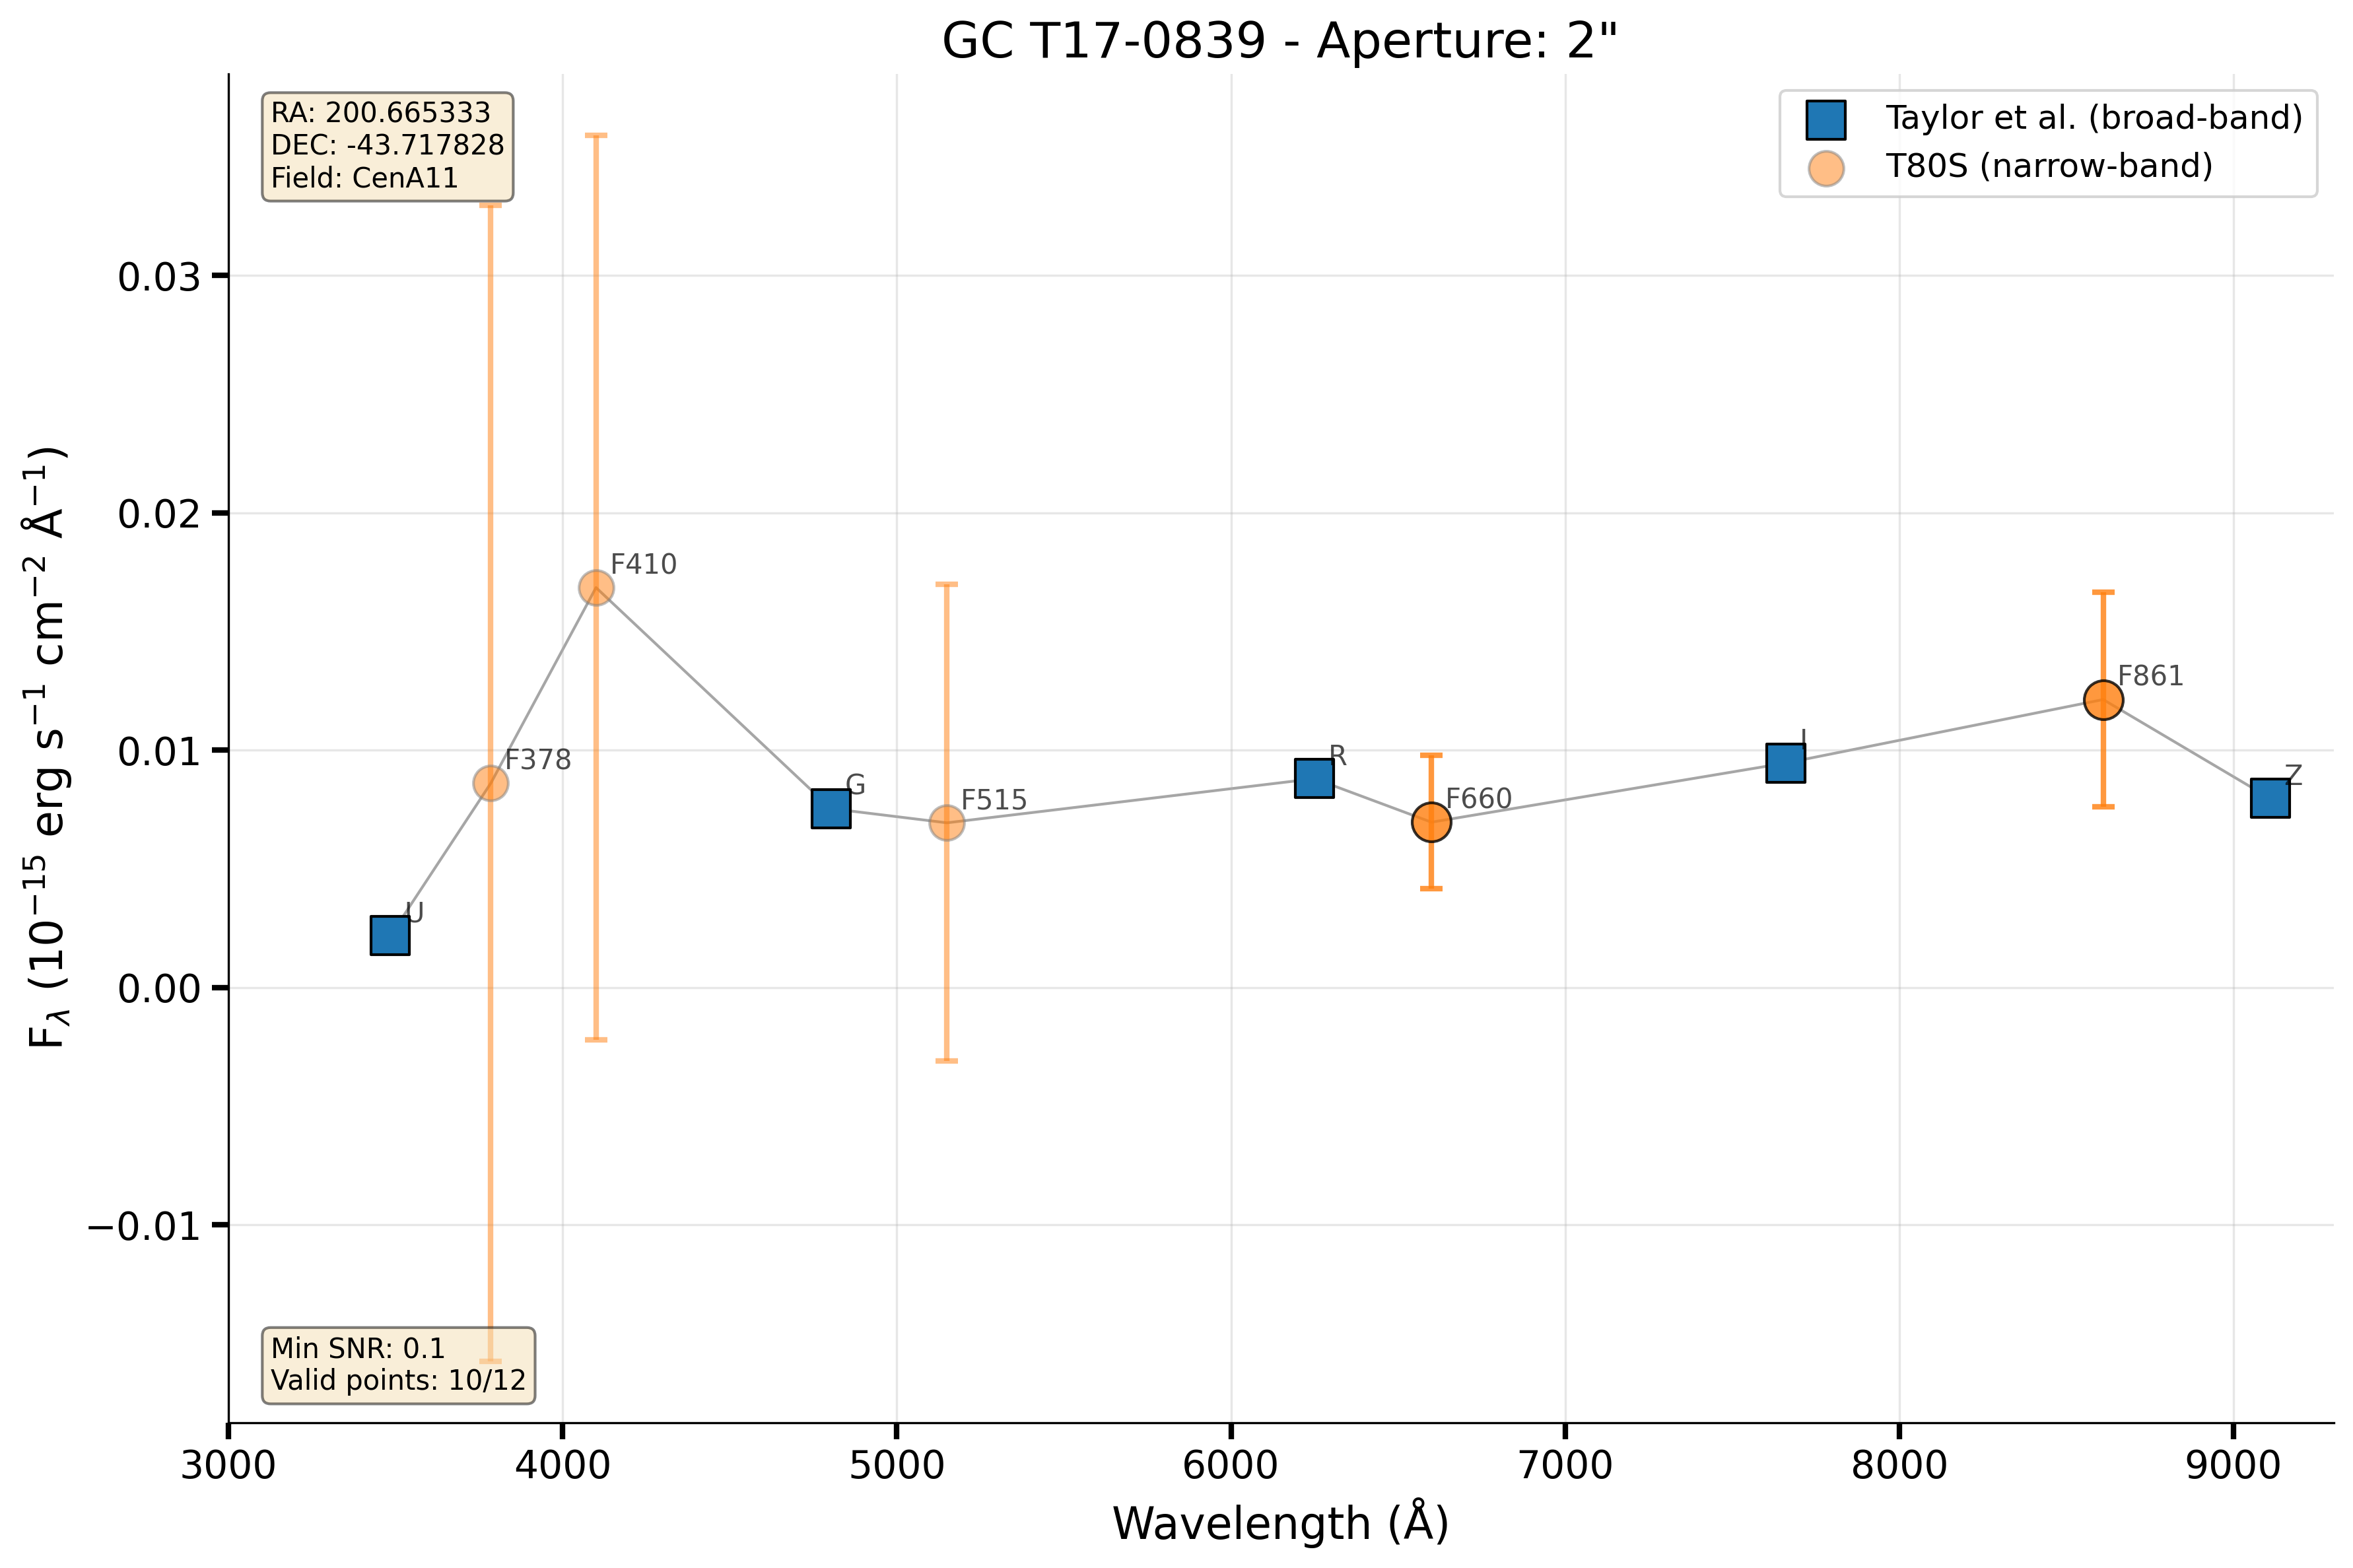 GC T17-0839 - Aperture: 2"
RA: 200.665333
DEC: -43.717828
Field: CenA11
Taylor et al. (broad-band)
T80S (narrow-band)
0.03
0.02
0.01
0.00
−0.01
F_λ (10⁻¹⁵ erg s⁻¹ cm⁻² Å⁻¹)
U
F378
F410
G
F515
R
F660
I
F861
Z
Min SNR: 0.1
Valid points: 10/12
3000 4000 5000 6000 7000 8000 9000
Wavelength (Å)